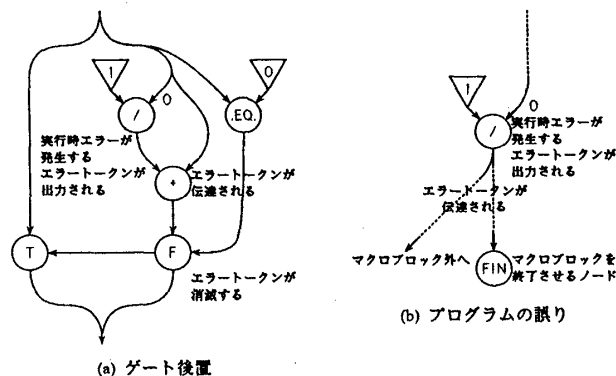 1
0
0
/
.EQ.
実行時エラーが
発生する
エラートークンが
出力される
+
エラートークンが
伝達される
T
F
エラートークンが
消滅する
(a) ゲート後置
1
0
/
実行時エラーが
発生する
エラートークンが
出力される
エラートークンが
伝達される
マクロブロック外へ
FIN
マクロブロックを
終了させるノード
(b) プログラムの誤り